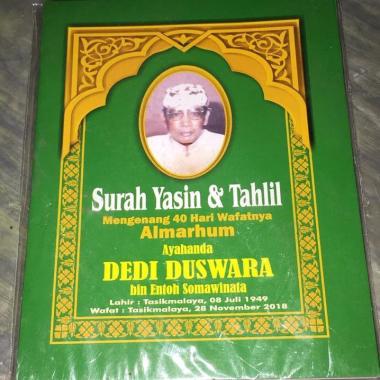 Surah Yasin & Tahlil
Mengenang 40 Hari Wafatnya
Almarhum
Ayahanda
DEDI DUSWARA
bin Entoh Somawinata
Lahir : Tasikmalaya, 08 Juli 1949
Wafat : Tasikmalaya, 28 November 2018